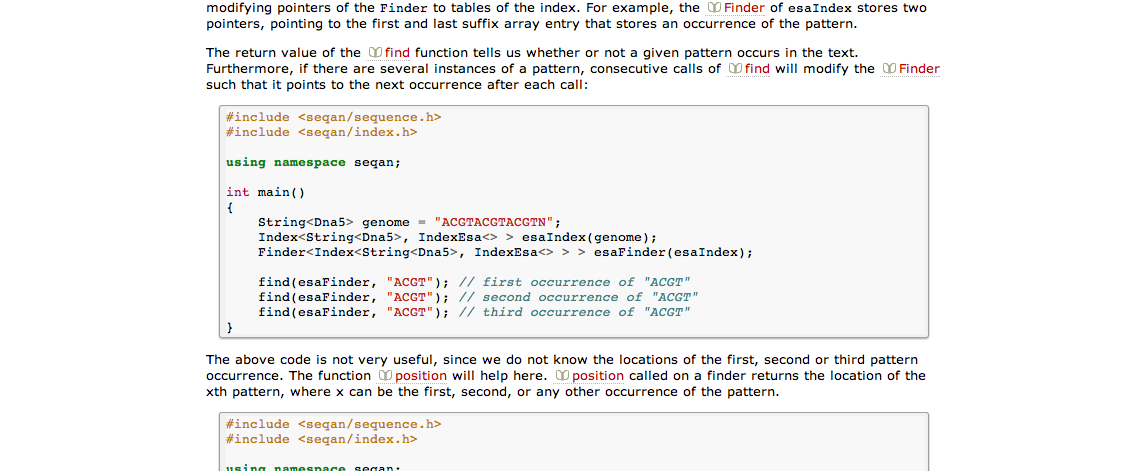 modifying pointers of the Finder to tables of the index. For example, the Finder of esaIndex stores two
pointers, pointing to the first and last suffix array entry that stores an occurrence of the pattern.
The return value of the find function tells us whether or not a given pattern occurs in the text.
Furthermore, if there are several instances of a pattern, consecutive calls of find will modify the Finder
such that it points to the next occurrence after each call:
#include <seqan/sequence.h>
#include <seqan/index.h>
using namespace seqan;
int main()
{
String<Dna5> genome = "ACGTACGTACGTN";
Index<String<Dna5>, IndexEsa<> > esaIndex(genome);
Finder<Index<String<Dna5>, IndexEsa<> > > esaFinder(esaIndex);
find(esaFinder, "ACGT"); // first occurrence of "ACGT"
find(esaFinder, "ACGT"); // second occurrence of "ACGT"
find(esaFinder, "ACGT"); // third occurrence of "ACGT"
}
The above code is not very useful, since we do not know the locations of the first, second or third pattern
occurrence. The function position will help here. position called on a finder returns the location of the
xth pattern, where x can be the first, second, or any other occurrence of the pattern.
#include <seqan/sequence.h>
#include <seqan/index.h>
using namespace seqan;